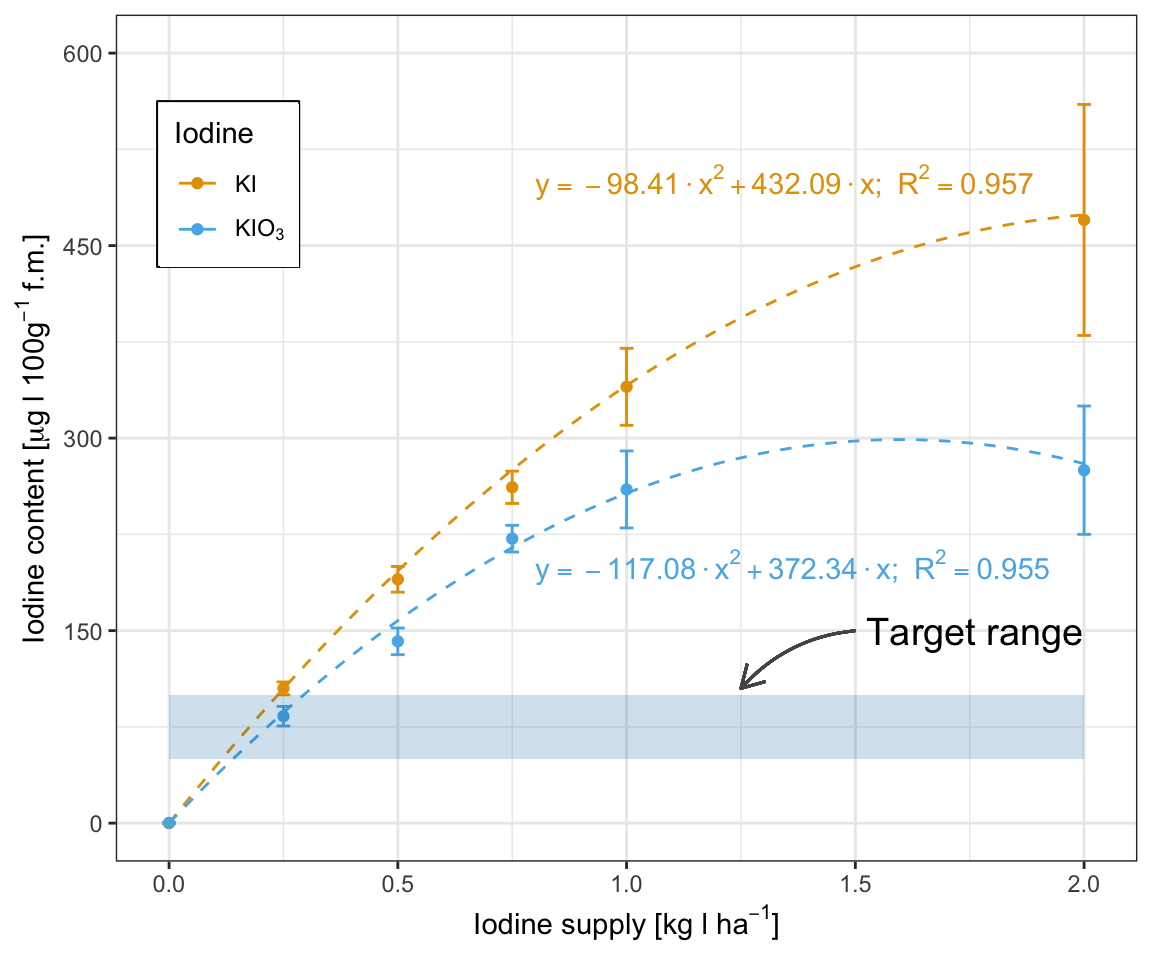 600
450
300
150
0
Iodine content [µg I 100g⁻¹ f.m.]
Iodine
KI
KIO₃
y = −98.41 · x² + 432.09 · x; R² = 0.957
y = −117.08 · x² + 372.34 · x; R² = 0.955
Target range
0.0 0.5 1.0 1.5 2.0
Iodine supply [kg I ha⁻¹]